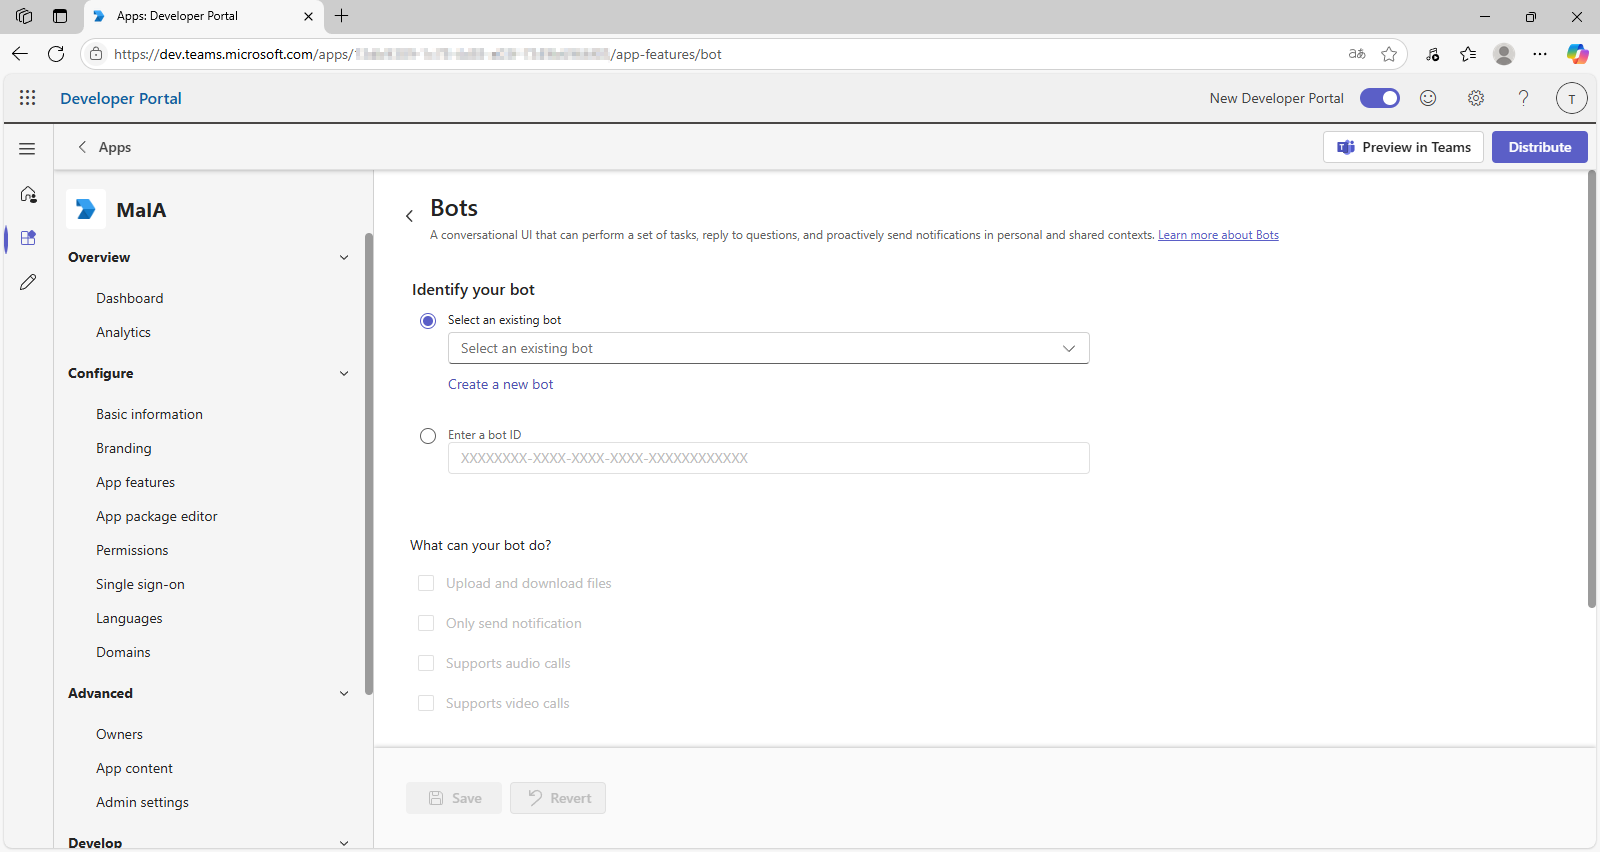 Apps: Developer Portal
https://dev.teams.microsoft.com/apps/ /app-features/bot
aあ
Developer Portal
New Developer Portal
T
Apps
Preview in Teams
Distribute
MaIA
Overview
Dashboard
Analytics
Configure
Basic information
Branding
App features
App package editor
Permissions
Single sign-on
Languages
Domains
Advanced
Owners
App content
Admin settings
Develop
Bots
A conversational UI that can perform a set of tasks, reply to questions, and proactively send notifications in personal and shared contexts. Learn more about Bots
Identify your bot
Select an existing bot
Select an existing bot
Create a new bot
Enter a bot ID
XXXXXXXX-XXXX-XXXX-XXXX-XXXXXXXXXXXX
What can your bot do?
Upload and download files
Only send notification
Supports audio calls
Supports video calls
Save
Revert